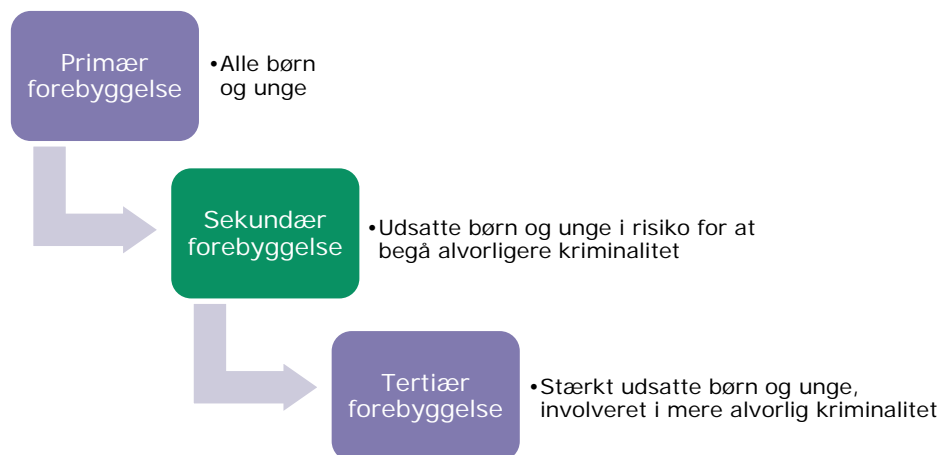 Primær
forebyggelse
•Alle børn
og unge
Sekundær
forebyggelse
•Udsatte børn og unge i risiko for at
begå alvorligere kriminalitet
Tertiær
forebyggelse
•Stærkt udsatte børn og unge,
involveret i mere alvorlig kriminalitet